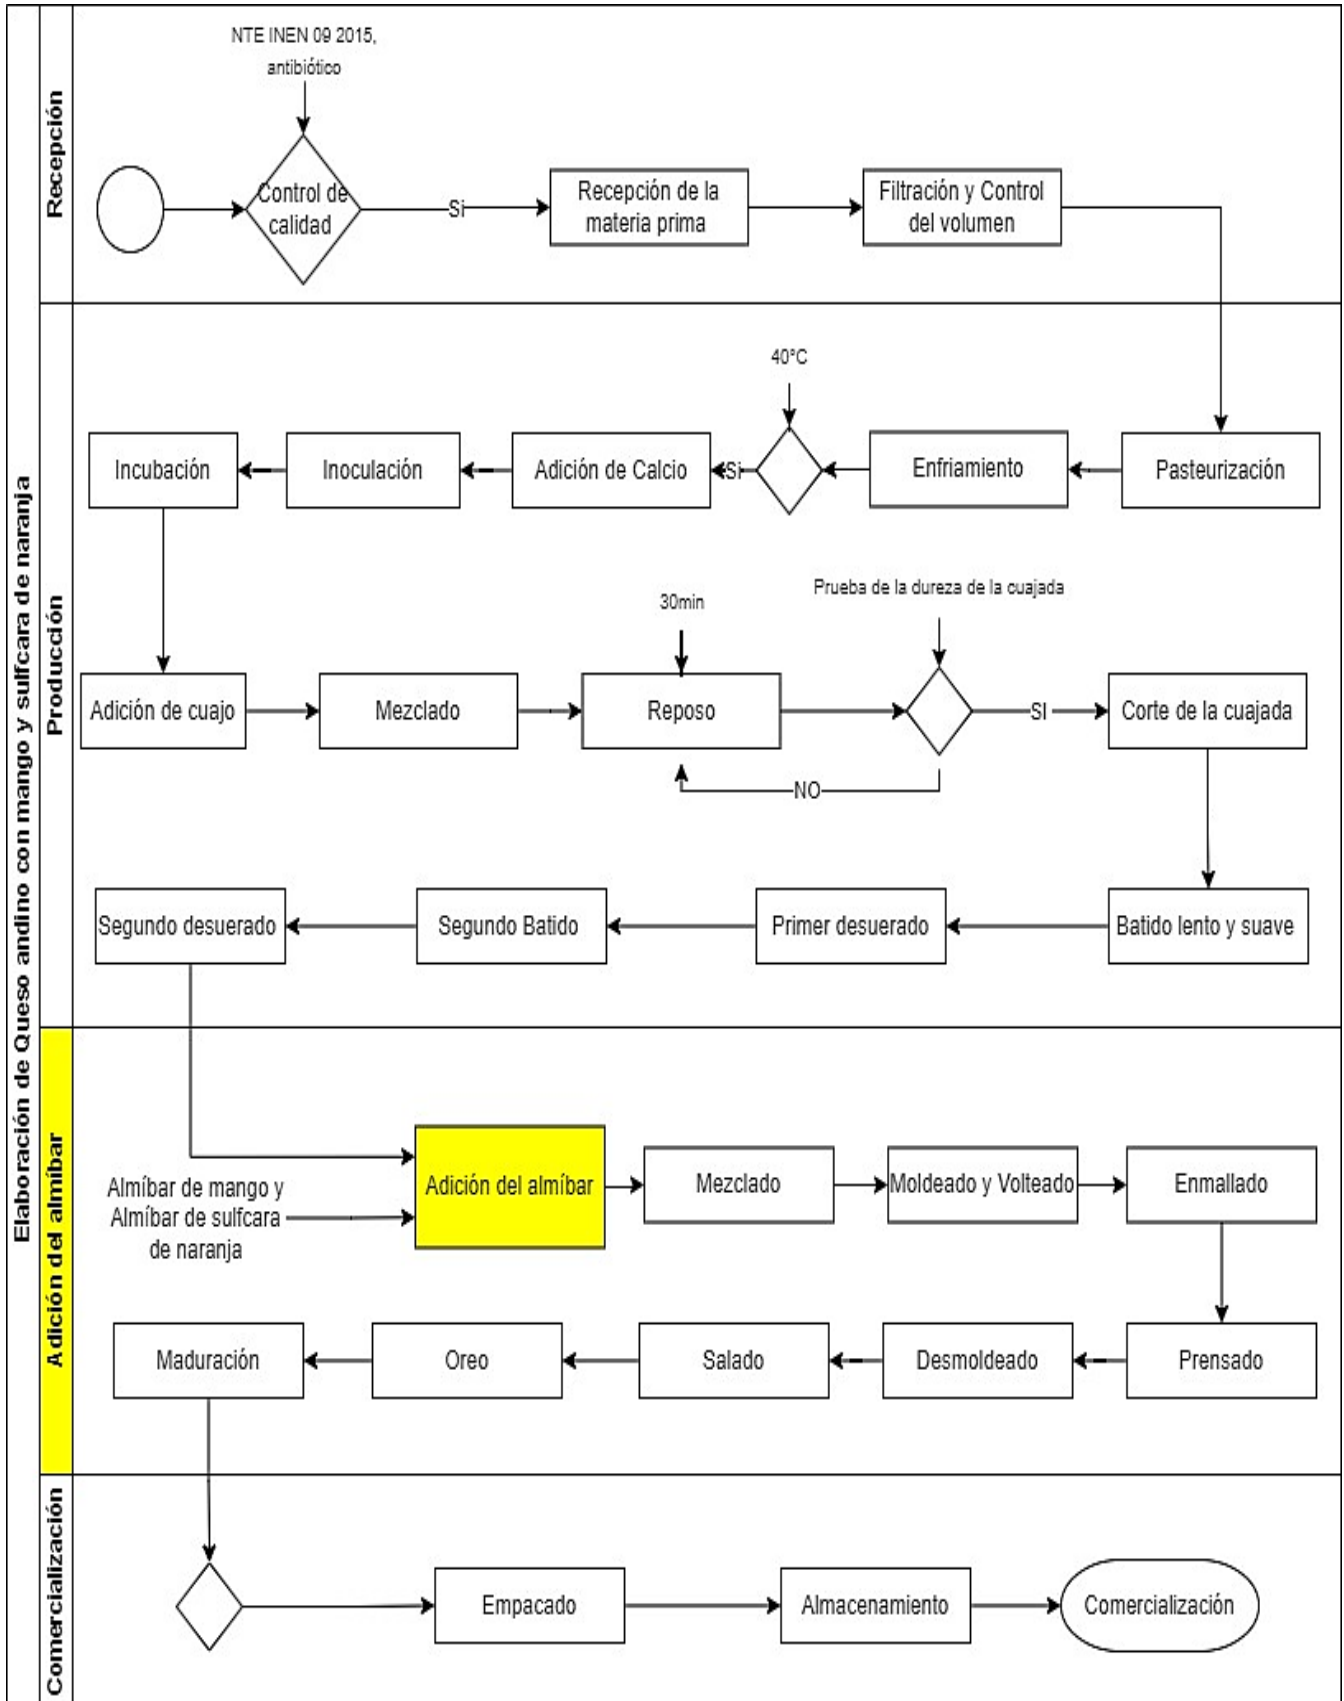 Elaboración de Queso andino con mango y sulfcara de naranja
Recepción
NTE INEN 09 2015,
antibiótico
Control de
calidad
Si
Recepción de la
materia prima
Filtración y Control
del volumen
Producción
40°C
Incubación
Inoculación
Adición de Calcio
Si
Enfriamiento
Pasteurización
30min
Prueba de la dureza de la cuajada
Adición de cuajo
Mezclado
Reposo
SI
Corte de la cuajada
NO
Segundo desuerado
Segundo Batido
Primer desuerado
Batido lento y suave
Adición del almíbar
Almíbar de mango y
Almíbar de sulfcara
de naranja
Adición del almíbar
Mezclado
Moldeado y Volteado
Enmallado
Maduración
Oreo
Salado
Desmoldeado
Prensado
Comercialización
Empacado
Almacenamiento
Comercialización